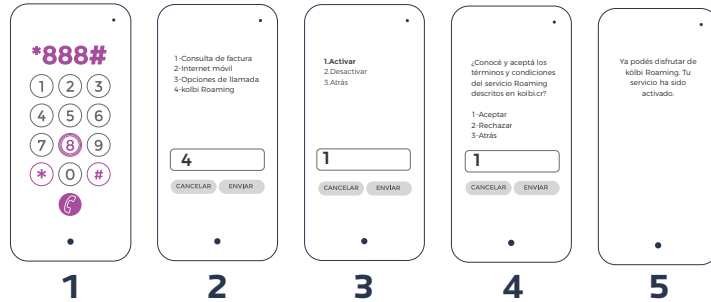 *888#
1 2 3
4 5 6
7 8 9
* 0 #
1
1-Consulta de factura
2-Internet móvil
3-Opciones de llamada
4-kolbi Roaming
4
CANCELAR ENVIAR
2
1.Activar
2.Desactivar
3.Atrás
1
CANCELAR ENVIAR
3
¿Conocé y aceptá los
términos y condiciones
del servicio Roaming
descritos en kolbi.cr?
1-Aceptar
2-Rechazar
3-Atrás
1
CANCELAR ENVIAR
4
Ya podés disfrutar de
kölbi Roaming. Tu
servicio ha sido
activado.
5